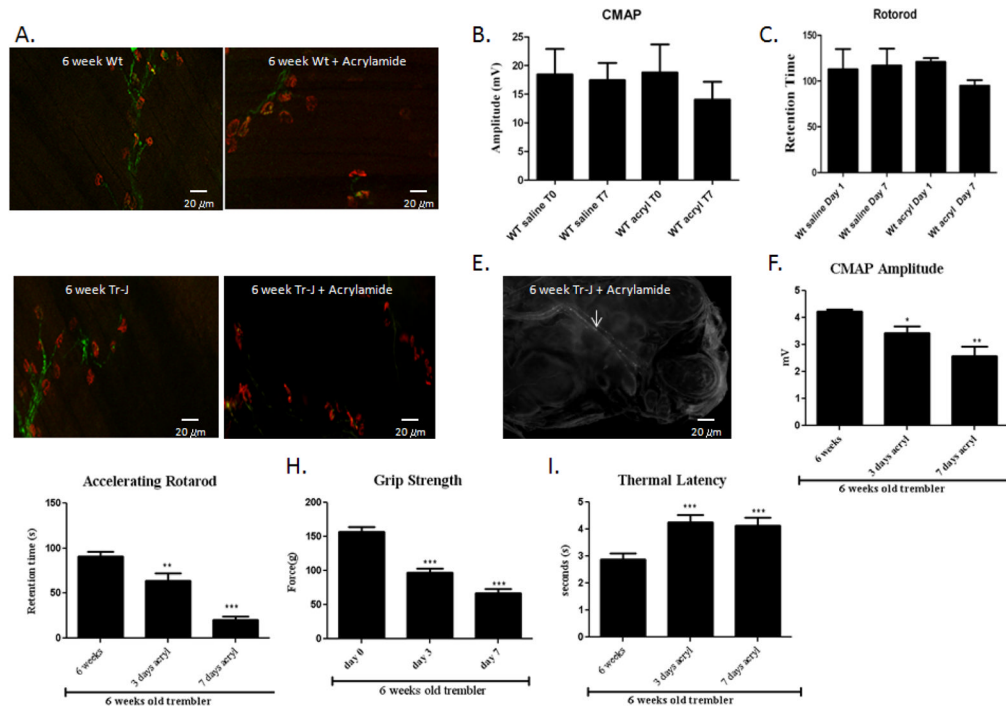 A.
6 week Wt
20 µm
6 week Wt + Acrylamide
20 µm
B.
CMAP
Amplitude (mV)
25
20
15
10
5
0
WT saline T0
WT saline T7
WT acryl T0
WT acryl T7
C.
Rotorod
Retention Time
150
100
50
0
Wt saline Day 1
Wt saline Day 7
Wt acryl Day 1
Wt acryl Day 7
6 week Tr-J
20 µm
6 week Tr-J + Acrylamide
20 µm
E.
6 week Tr-J + Acrylamide
20 µm
F.
CMAP Amplitude
mV
5
4
3
2
1
0
*
**
6 weeks
3 days acryl
7 days acryl
6 weeks old trembler
Accelerating Rotarod
Retention time (s)
150
100
50
0
**
***
6 weeks
3 days acryl
7 days acryl
6 weeks old trembler
H.
Grip Strength
Force(g)
200
150
100
50
0
***
***
day 0
day 3
day 7
6 weeks old trembler
I.
Thermal Latency
seconds (s)
5
4
3
2
1
0
***
***
6 weeks
3 days acryl
7 days acryl
6 weeks old trembler